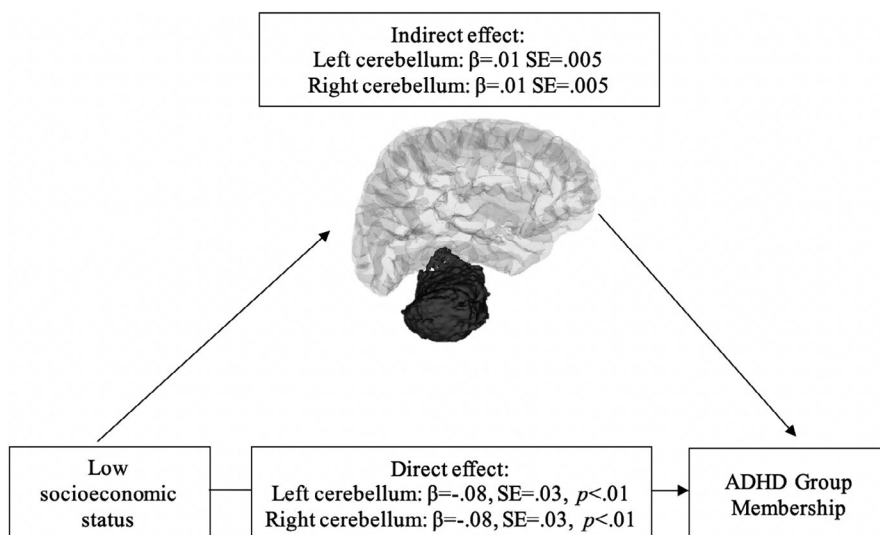 Indirect effect:
Left cerebellum: β=.01 SE=.005
Right cerebellum: β=.01 SE=.005
Low
socioeconomic
status
Direct effect:
Left cerebellum: β=-.08, SE=.03, p<.01
Right cerebellum: β=-.08, SE=.03, p<.01
ADHD Group
Membership